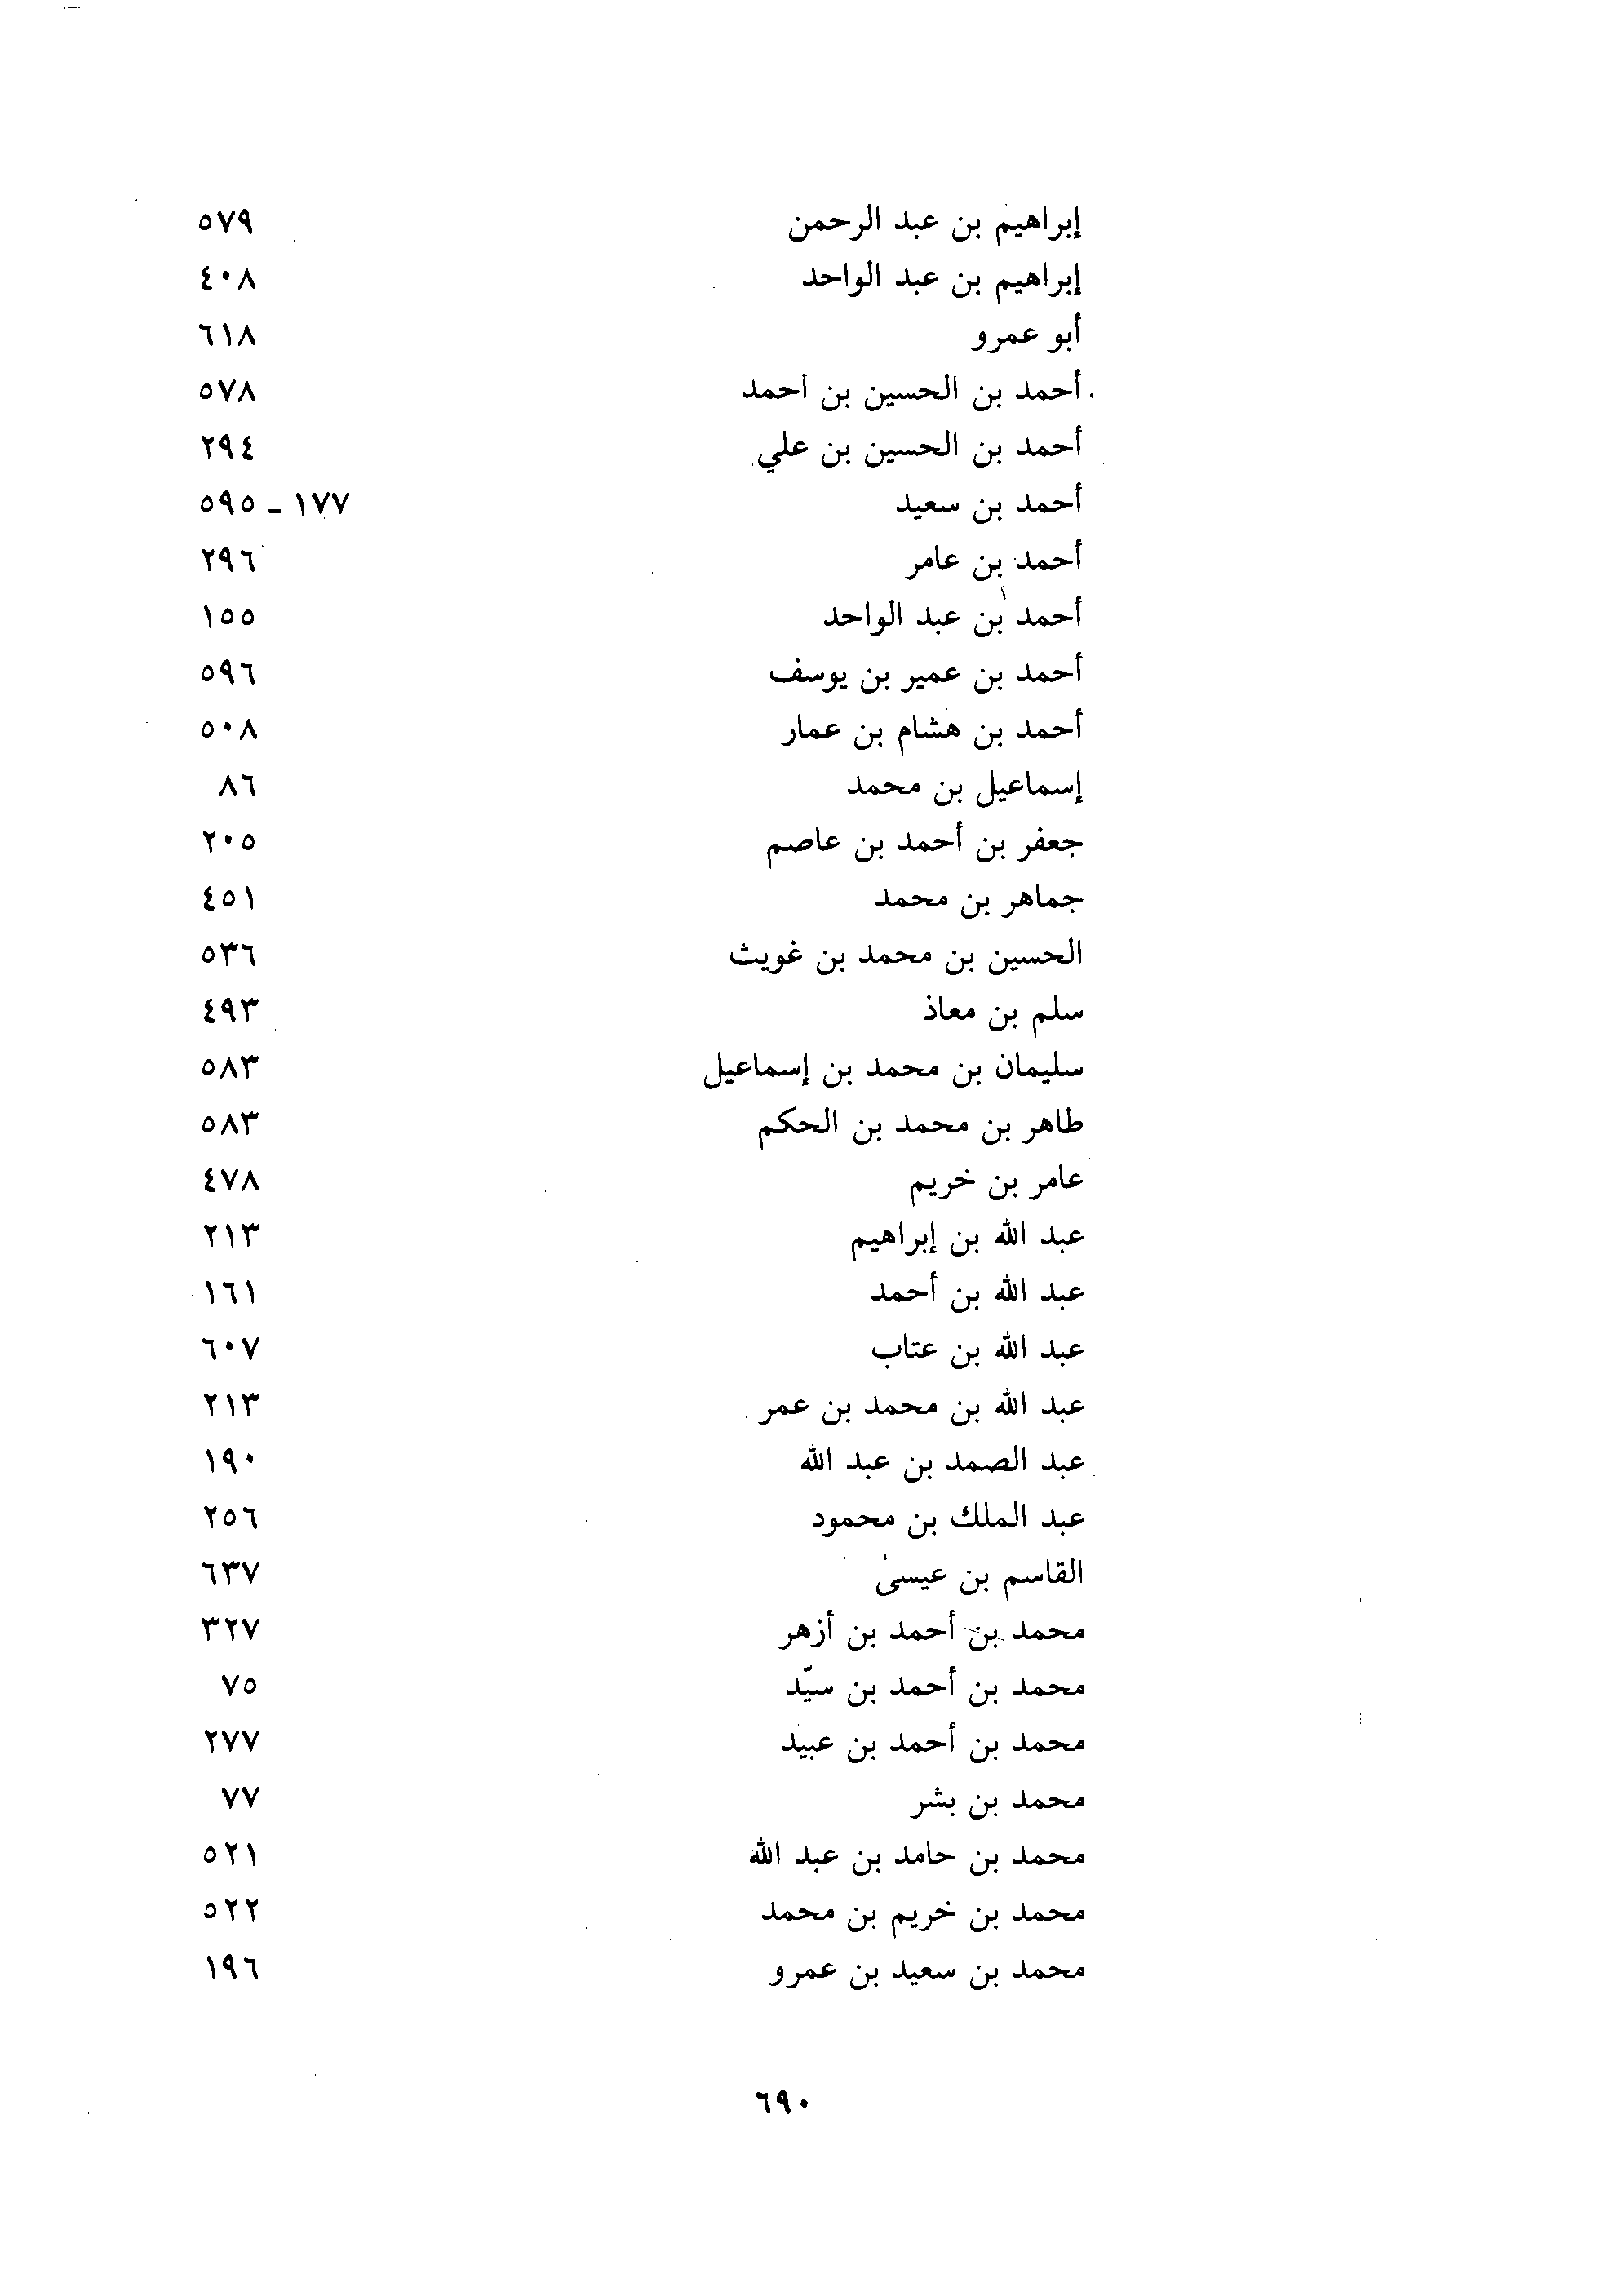 إبراهيم بن عبد الرحمن ٥٧٩
إبراهيم بن عبد الواحد ٤٠٨
أبو عمرو ٦١٨
أحمد بن الحسين بن أحمد ٥٧٨
أحمد بن الحسين بن علي ٢٩٤
أحمد بن سعيد ١٧٧ - ٥٩٥
أحمد بن عامر ٢٩٦
أحمد بن عبد الواحد ١٥٥
أحمد بن عمير بن يوسف ٥٩٦
أحمد بن هشام بن عمار ٥٠٨
إسماعيل بن محمد ٨٦
جعفر بن أحمد بن عاصم ٢٠٥
جماهر بن محمد ٤٥١
الحسين بن محمد بن غويث ٥٣٦
سلم بن معاذ ٤٩٣
سليمان بن محمد بن إسماعيل ٥٨٣
طاهر بن محمد بن الحكم ٥٨٣
عامر بن خريم ٤٧٨
عبد الله بن إبراهيم ٢١٣
عبد الله بن أحمد ١٦١
عبد الله بن عتاب ٦٠٧
عبد الله بن محمد بن عمر ٢١٣
عبد الصمد بن عبد الله ١٩٠
عبد الملك بن محمود ٢٥٦
القاسم بن عيسىٰ ٦٣٧
محمد بن أحمد بن أزهر ٣٢٧
محمد بن أحمد بن سيّد ٧٥
محمد بن أحمد بن عبيد ٢٧٧
محمد بن بشر ٧٧
محمد بن حامد بن عبد الله ٥٢١
محمد بن خريم بن محمد ٥٢٢
محمد بن سعيد بن عمرو ١٩٦
٦٩٠